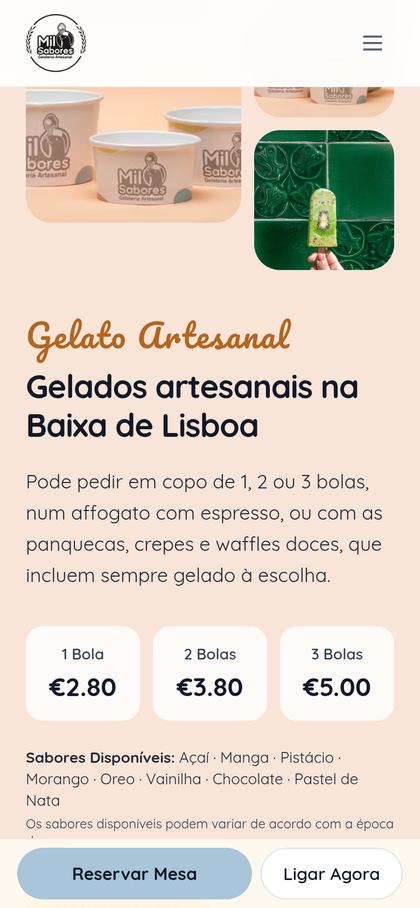 Mil
Sabores
Gelateria Artesanal
Mil
Sabores
Gelateria Artesanal
Gelato Artesanal
Gelados artesanais na
Baixa de Lisboa
Pode pedir em copo de 1, 2 ou 3 bolas,
num affogato com espresso, ou com as
panquecas, crepes e waffles doces, que
incluem sempre gelado à escolha.
1 Bola
2 Bolas
3 Bolas
€2.80
€3.80
€5.00
Sabores Disponíveis: Açaí · Manga · Pistácio ·
Morango · Oreo · Vainilha · Chocolate · Pastel de
Nata
Os sabores disponíveis podem variar de acordo com a época
Reservar Mesa
Ligar Agora